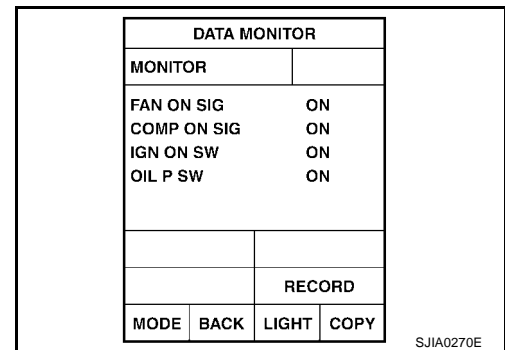 DATA MONITOR
MONITOR
FAN ON SIG ON
COMP ON SIG ON
IGN ON SW ON
OIL P SW ON
RECORD
MODE BACK LIGHT COPY
SJIA0270E